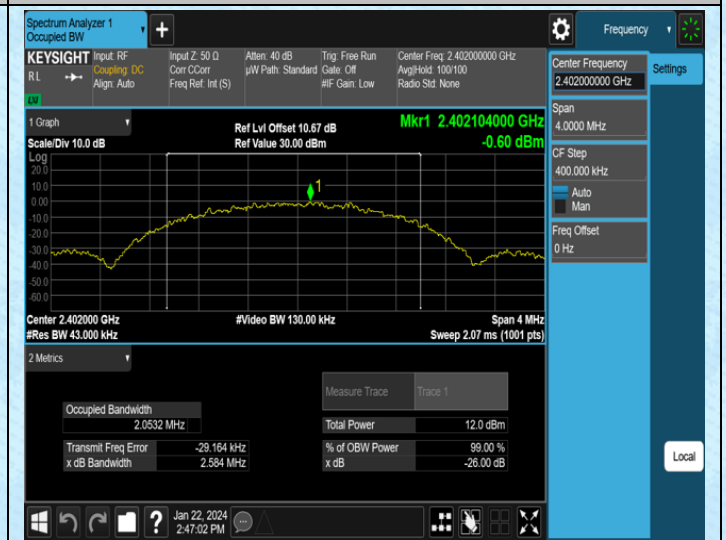 Spectrum Analyzer 1
Occupied BW
+
Frequency
KEYSIGHT
RL
LXI
Input: RF
Coupling: DC
Align: Auto
Input Z: 50 Ω
Corr CCorr
Freq Ref: Int (S)
Atten: 40 dB
µW Path: Standard
Trig: Free Run
Gate: Off
#IF Gain: Low
Center Freq: 2.402000000 GHz
Avg|Hold: 100/100
Radio Std: None
Center Frequency
2.402000000 GHz
Settings
Span
4.0000 MHz
CF Step
400.000 kHz
Auto
Man
Freq Offset
0 Hz
1 Graph
Scale/Div 10.0 dB
Ref Lvl Offset 10.67 dB
Ref Value 30.00 dBm
Mkr1 2.402104000 GHz
-0.60 dBm
Log
20.0
10.0
0.00
-10.0
-20.0
-30.0
-40.0
-50.0
-60.0
1
Center 2.402000 GHz
#Res BW 43.000 kHz
#Video BW 130.00 kHz
Span 4 MHz
Sweep 2.07 ms (1001 pts)
2 Metrics
Measure Trace Trace 1
Occupied Bandwidth
2.0532 MHz
Total Power 12.0 dBm
Transmit Freq Error -29.164 kHz
% of OBW Power 99.00 %
x dB Bandwidth 2.584 MHz
x dB -26.00 dB
Local
?
Jan 22, 2024
2:47:02 PM